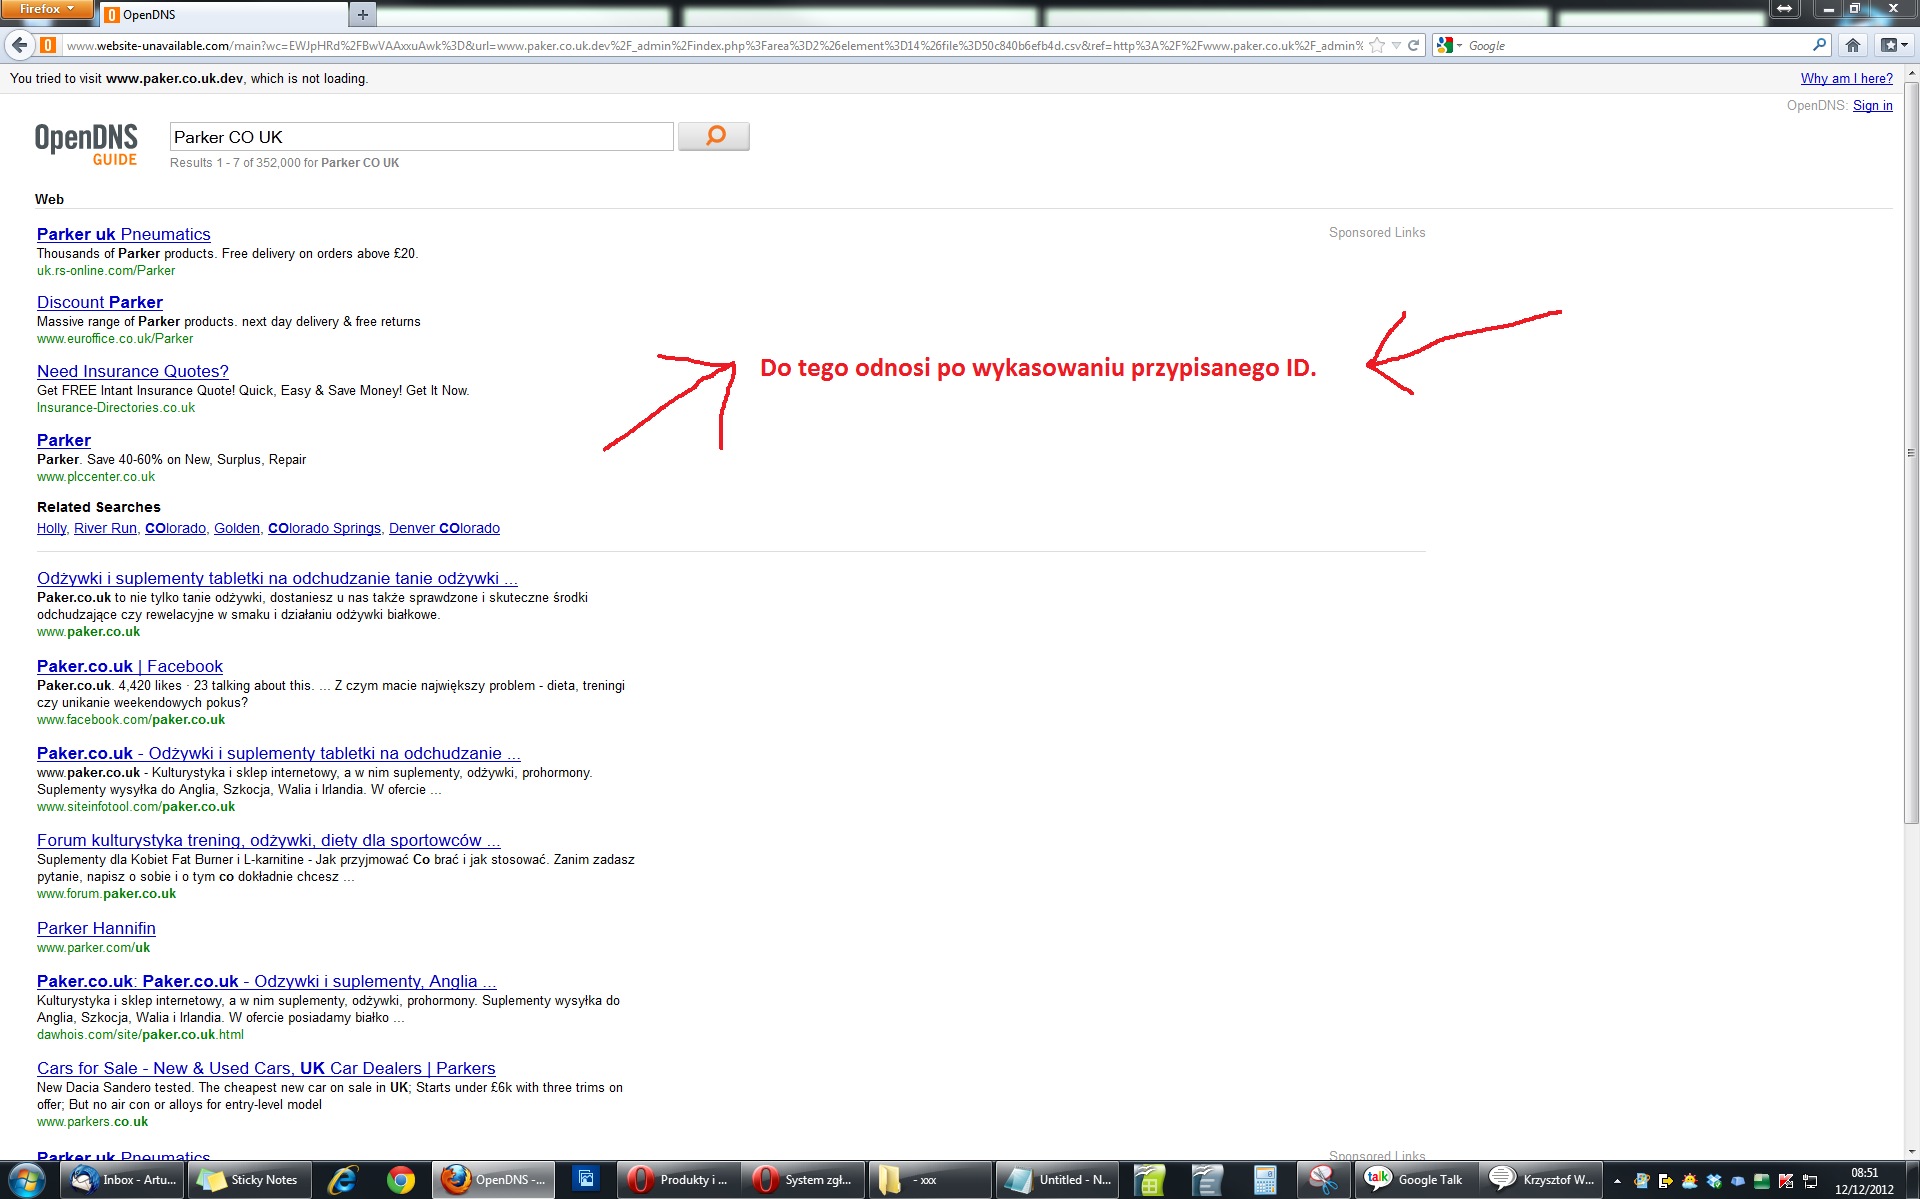 Firefox
OpenDNS
www.website-unavailable.com/main?wc=EWJpHRd%2FBwVAAxxuAwk%3D&url=www.paker.co.uk.dev%2F_admin%2Findex.php%3Farea%3D2%26element%3D14%26file%3D50c840b6efb4d.csv&ref=http%3A%2F%2Fwww.paker.co.uk%2F_admin%
Google
You tried to visit www.paker.co.uk.dev, which is not loading.
Why am I here?
OpenDNS: Sign in
OpenDNS
GUIDE
Parker CO UK
Results 1 - 7 of 352,000 for Parker CO UK
Web
Parker uk Pneumatics
Thousands of Parker products. Free delivery on orders above £20.
uk.rs-online.com/Parker
Sponsored Links
Discount Parker
Massive range of Parker products. next day delivery & free returns
www.euroffice.co.uk/Parker
Do tego odnosi po wykasowaniu przypisanego ID.
Need Insurance Quotes?
Get FREE Intant Insurance Quote! Quick, Easy & Save Money! Get It Now.
Insurance-Directories.co.uk
Parker
Parker. Save 40-60% on New, Surplus, Repair
www.plccenter.co.uk
Related Searches
Holly, River Run, COlorado, Golden, COlorado Springs, Denver COlorado
Odżywki i suplementy tabletki na odchudzanie tanie odżywki ...
Paker.co.uk to nie tylko tanie odżywki, dostaniesz u nas także sprawdzone i skuteczne środki
odchudzające czy rewelacyjne w smaku i działaniu odżywki białkowe.
www.paker.co.uk
Paker.co.uk | Facebook
Paker.co.uk. 4,420 likes · 23 talking about this. ... Z czym macie największy problem - dieta, treningi
czy unikanie weekendowych pokus?
www.facebook.com/paker.co.uk
Paker.co.uk - Odżywki i suplementy tabletki na odchudzanie ...
www.paker.co.uk - Kulturystyka i sklep internetowy, a w nim suplementy, odżywki, prohormony.
Suplementy wysyłka do Anglia, Szkocja, Walia i Irlandia. W ofercie ...
www.siteinfotool.com/paker.co.uk
Forum kulturystyka trening, odżywki, diety dla sportowców ...
Suplementy dla Kobiet Fat Burner i L-karnitine - Jak przyjmować Co brać i jak stosować. Zanim zadasz
pytanie, napisz o sobie i o tym co dokładnie chcesz ...
www.forum.paker.co.uk
Parker Hannifin
www.parker.com/uk
Paker.co.uk: Paker.co.uk - Odzywki i suplementy, Anglia ...
Kulturystyka i sklep internetowy, a w nim suplementy, odżywki, prohormony. Suplementy wysyłka do
Anglia, Szkocja, Walia i Irlandia. W ofercie posiadamy białko ...
dawhois.com/site/paker.co.uk.html
Cars for Sale - New & Used Cars, UK Car Dealers | Parkers
New Dacia Sandero tested. The cheapest new car on sale in UK; Starts under £6k with three trims on
offer; But no air con or alloys for entry-level model
www.parkers.co.uk
Parker uk Pneumatics
Sponsored Links
Inbox - Artu...
Sticky Notes
OpenDNS -...
Produkty i ...
System zgł...
- xxx
Untitled - N...
talk
Google Talk
Krzysztof W...
08:51
12/12/2012